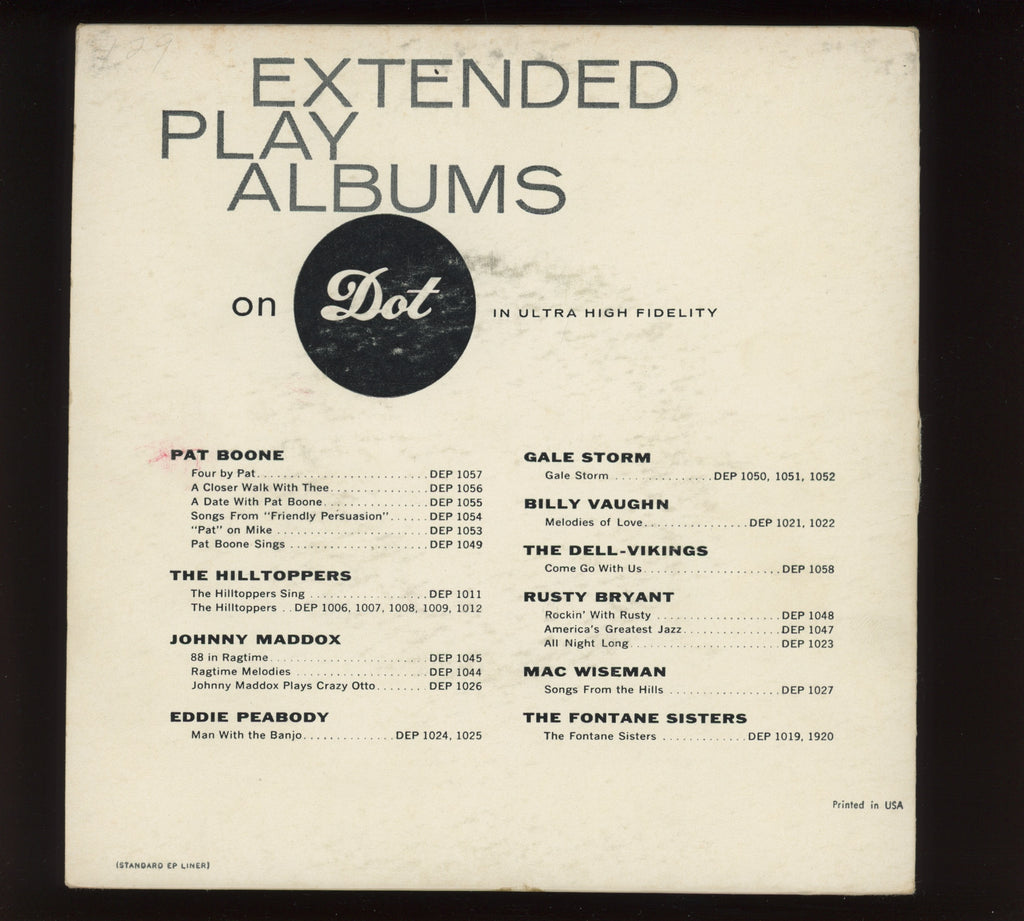 EXTENDED
PLAY
ALBUMS
on Dot IN ULTRA HIGH FIDELITY
PAT BOONE
Four by Pat. . . . . . . . . . . . . . . . . . . . . . . DEP 1057
A Closer Walk With Thee. . . . . . . . . . . . . DEP 1056
A Date With Pat Boone. . . . . . . . . . . . . . DEP 1055
Songs From "Friendly Persuasion". . . . . . DEP 1054
"Pat" on Mike . . . . . . . . . . . . . . . . . . . . DEP 1053
Pat Boone Sings . . . . . . . . . . . . . . . . . . DEP 1049
THE HILLTOPPERS
The Hilltoppers Sing . . . . . . . . . . . . . . . . DEP 1011
The Hilltoppers . . DEP 1006, 1007, 1008, 1009, 1012
JOHNNY MADDOX
88 in Ragtime. . . . . . . . . . . . . . . . . . . . . DEP 1045
Ragtime Melodies . . . . . . . . . . . . . . . . . . DEP 1044
Johnny Maddox Plays Crazy Otto. . . . . . . DEP 1026
EDDIE PEABODY
Man With the Banjo. . . . . . . . . . . . DEP 1024, 1025
GALE STORM
Gale Storm . . . . . . . . . . . . . DEP 1050, 1051, 1052
BILLY VAUGHN
Melodies of Love. . . . . . . . . . . . . . DEP 1021, 1022
THE DELL-VIKINGS
Come Go With Us. . . . . . . . . . . . . . . . . . DEP 1058
RUSTY BRYANT
Rockin' With Rusty . . . . . . . . . . . . . . . . DEP 1048
America's Greatest Jazz. . . . . . . . . . . . . DEP 1047
All Night Long. . . . . . . . . . . . . . . . . . . . DEP 1023
MAC WISEMAN
Songs From the Hills . . . . . . . . . . . . . . . DEP 1027
THE FONTANE SISTERS
The Fontane Sisters . . . . . . . . . . . DEP 1019, 1920
Printed in USA
(STANDARD EP LINER)